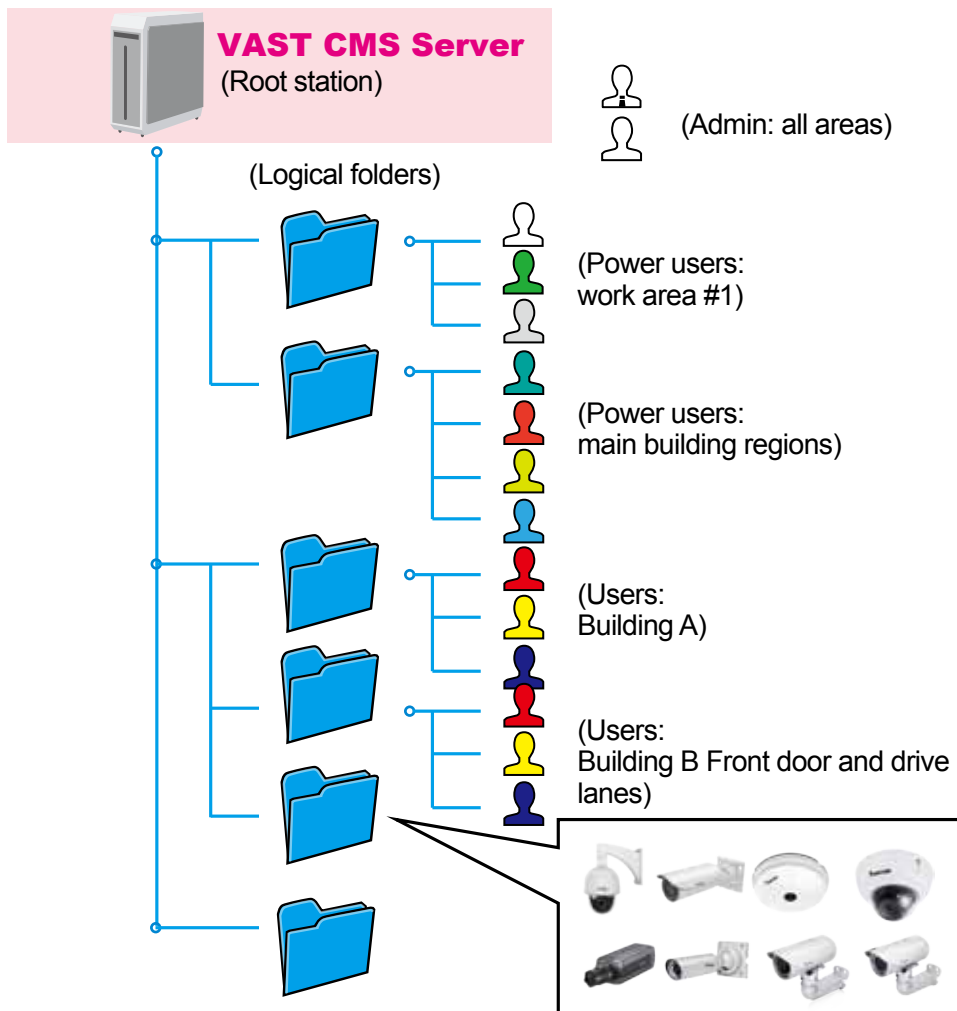 VAST CMS Server
(Root station)
(Admin: all areas)
(Logical folders)
(Power users:
work area #1)
(Power users:
main building regions)
(Users:
Building A)
(Users:
Building B Front door and drive
lanes)